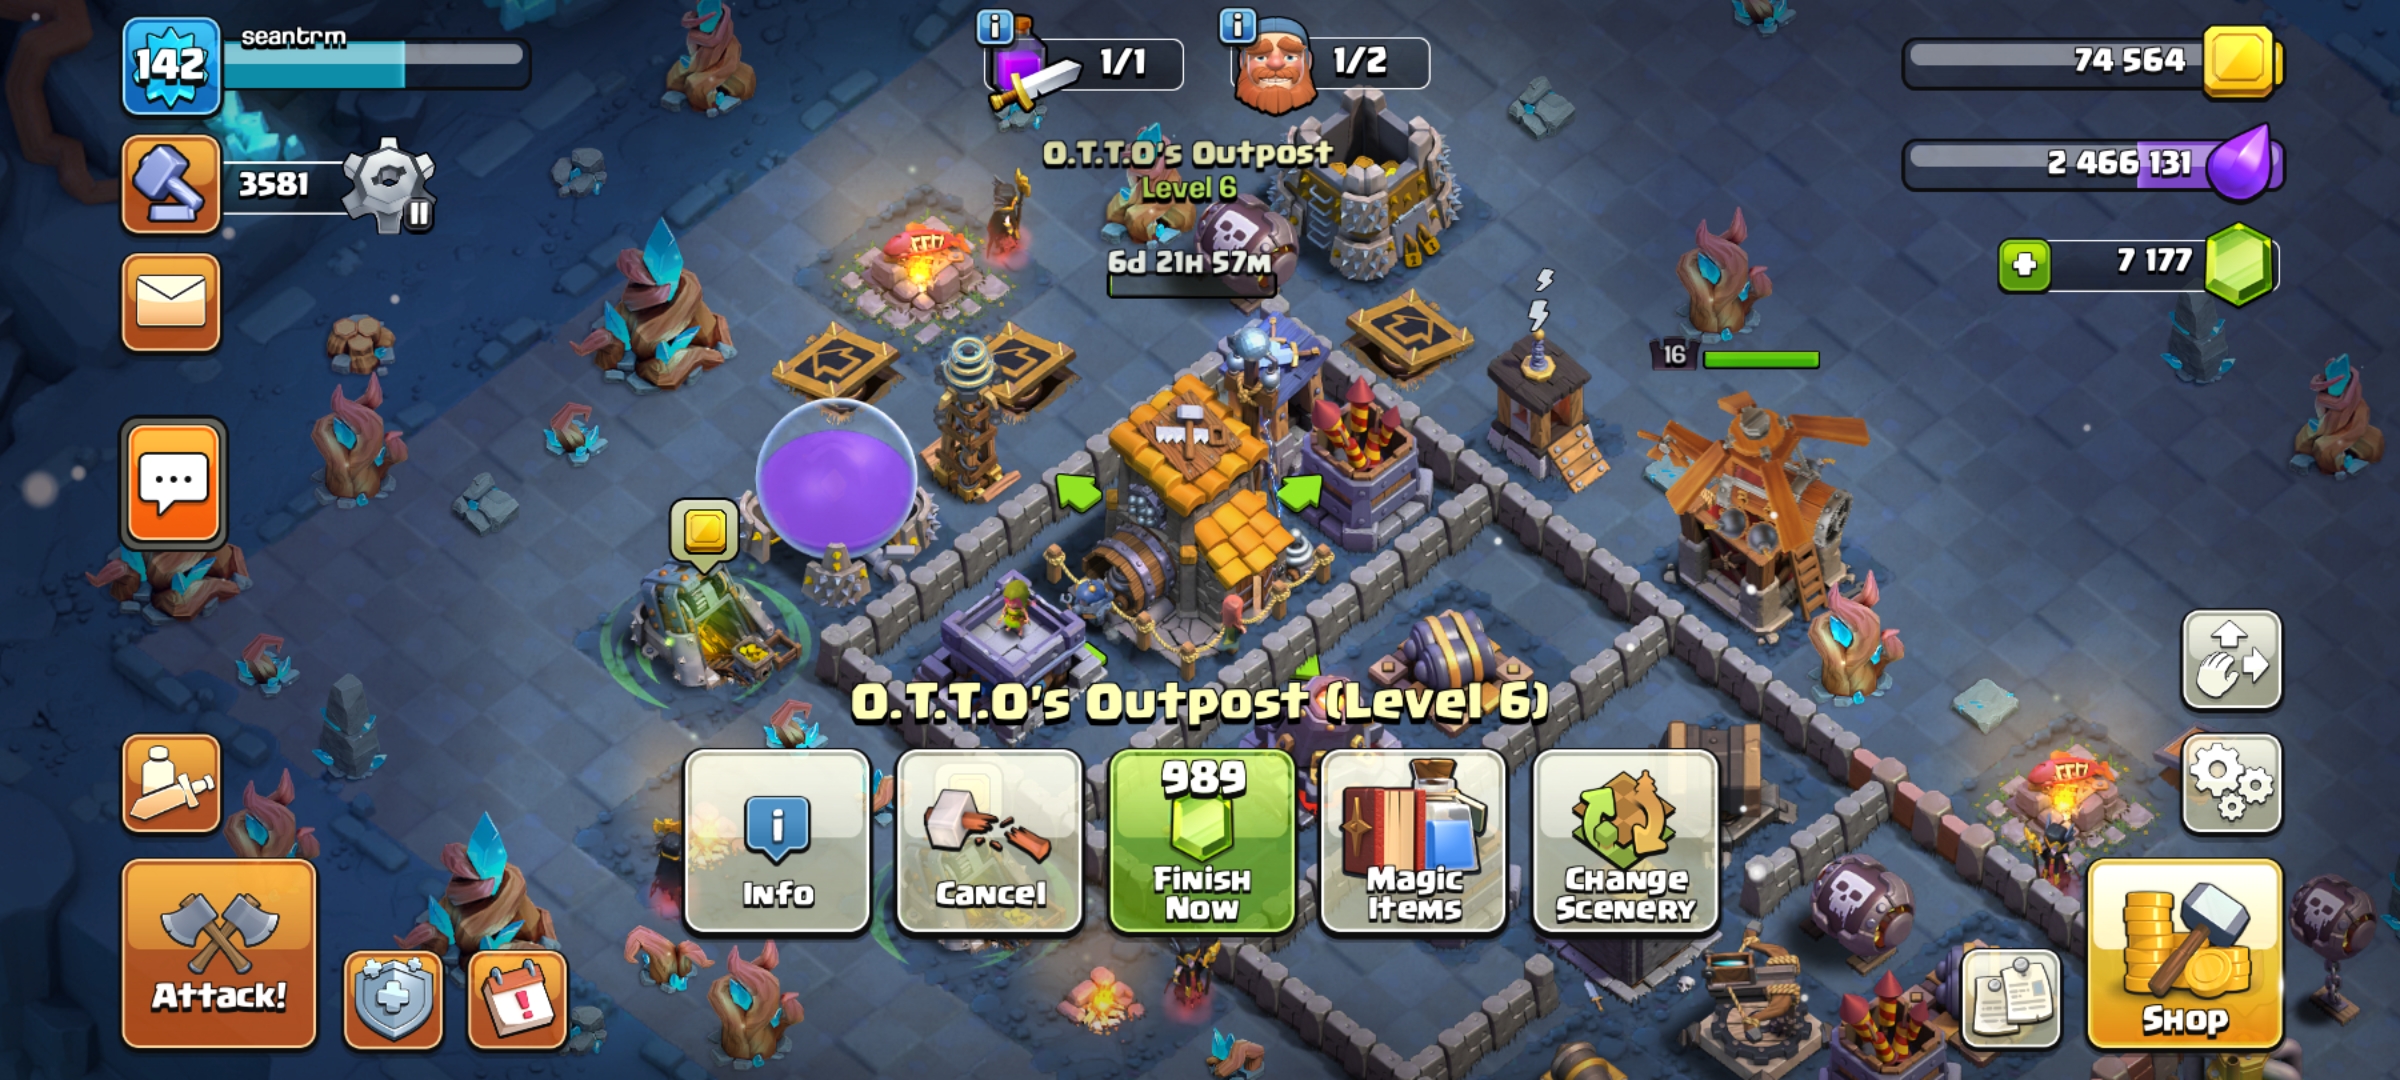 142
seantrm
1/1
1/2
74 564
3581
2 466 131
7 177
O.T.T.O's Outpost
Level 6
6d 21H 57M
16
O.T.T.O's Outpost (Level 6)
Info
Cancel
989
Finish
Now
Magic
Items
Change
Scenery
Attack!
Shop